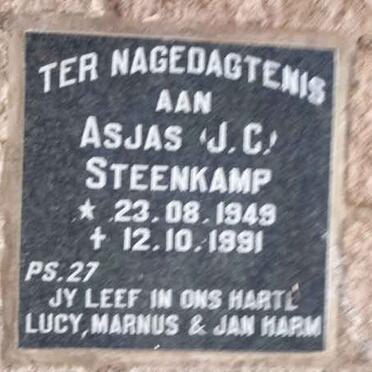 TER NAGEDAGTENIS
AAN
ASJAS (J.C.)
STEENKAMP
★ 23.08.1949
✝ 12.10.1991
PS.27
JY LEEF IN ONS HARTE
LUCY, MARNUS & JAN HARM